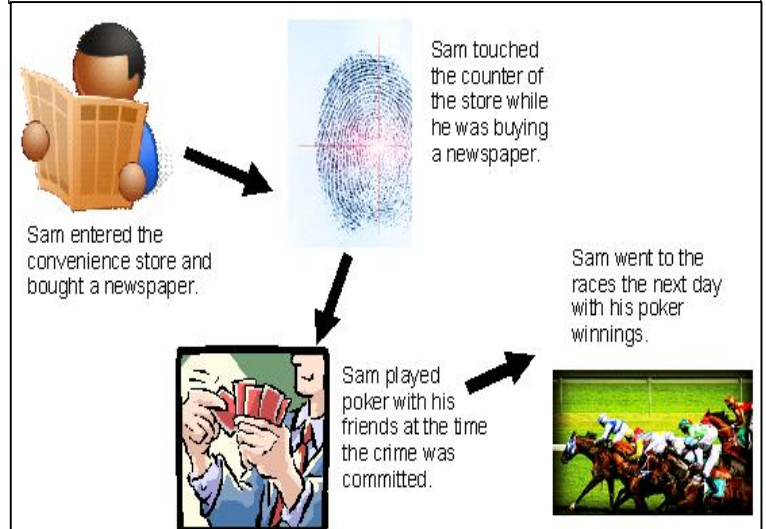 Sam entered the
convenience store and
bought a newspaper.
Sam touched
the counter of
the store while
he was buying
a newspaper.
Sam played
poker with his
friends at the time
the crime was
committed.
Sam went to the
races the next day
with his poker
winnings.